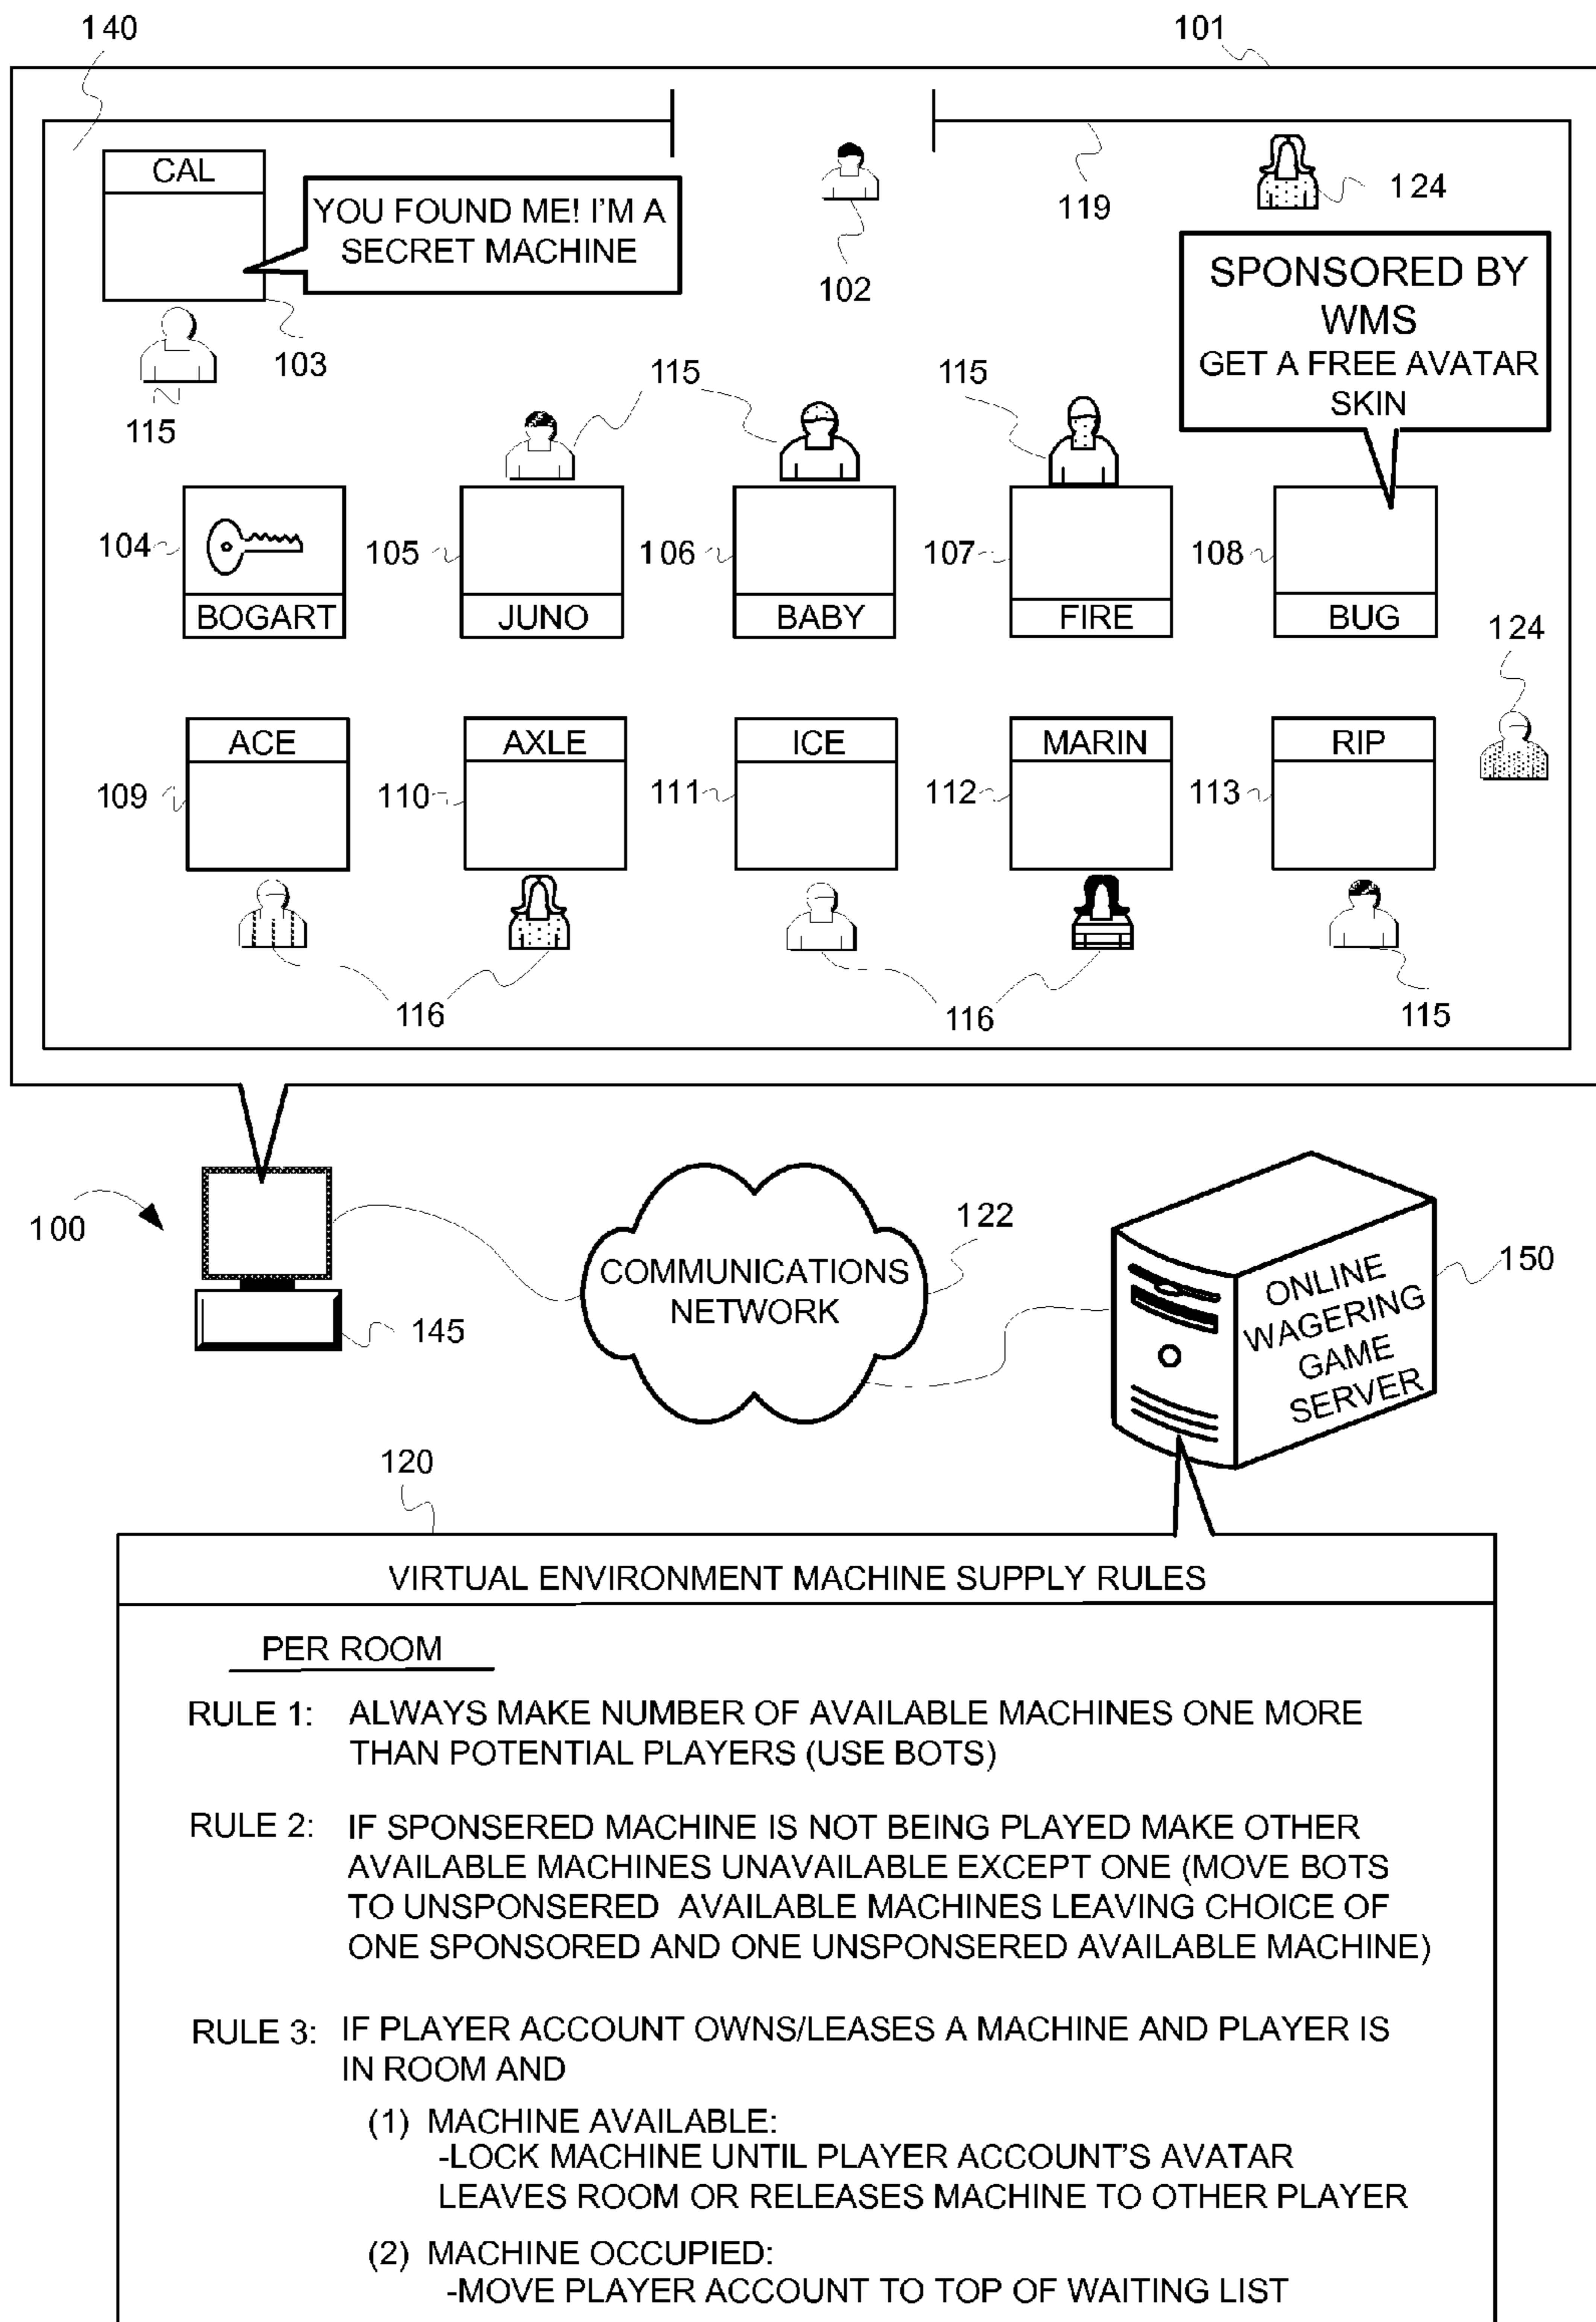 140
101
CAL
YOU FOUND ME! I'M A
SECRET MACHINE
102
119
124
SPONSORED BY
WMS
GET A FREE AVATAR
SKIN
103
115
115
115
104
105
106
107
108
BOGART
JUNO
BABY
FIRE
BUG
124
ACE
AXLE
ICE
MARIN
RIP
109
110
111
112
113
116
116
115
100
145
COMMUNICATIONS
NETWORK
122
ONLINE
WAGERING
GAME
SERVER
150
120
VIRTUAL ENVIRONMENT MACHINE SUPPLY RULES
PER ROOM
RULE 1: ALWAYS MAKE NUMBER OF AVAILABLE MACHINES ONE MORE
THAN POTENTIAL PLAYERS (USE BOTS)
RULE 2: IF SPONSERED MACHINE IS NOT BEING PLAYED MAKE OTHER
AVAILABLE MACHINES UNAVAILABLE EXCEPT ONE (MOVE BOTS
TO UNSPONSERED AVAILABLE MACHINES LEAVING CHOICE OF
ONE SPONSORED AND ONE UNSPONSERED AVAILABLE MACHINE)
RULE 3: IF PLAYER ACCOUNT OWNS/LEASES A MACHINE AND PLAYER IS
IN ROOM AND
(1) MACHINE AVAILABLE:
-LOCK MACHINE UNTIL PLAYER ACCOUNT'S AVATAR
LEAVES ROOM OR RELEASES MACHINE TO OTHER PLAYER
(2) MACHINE OCCUPIED:
-MOVE PLAYER ACCOUNT TO TOP OF WAITING LIST